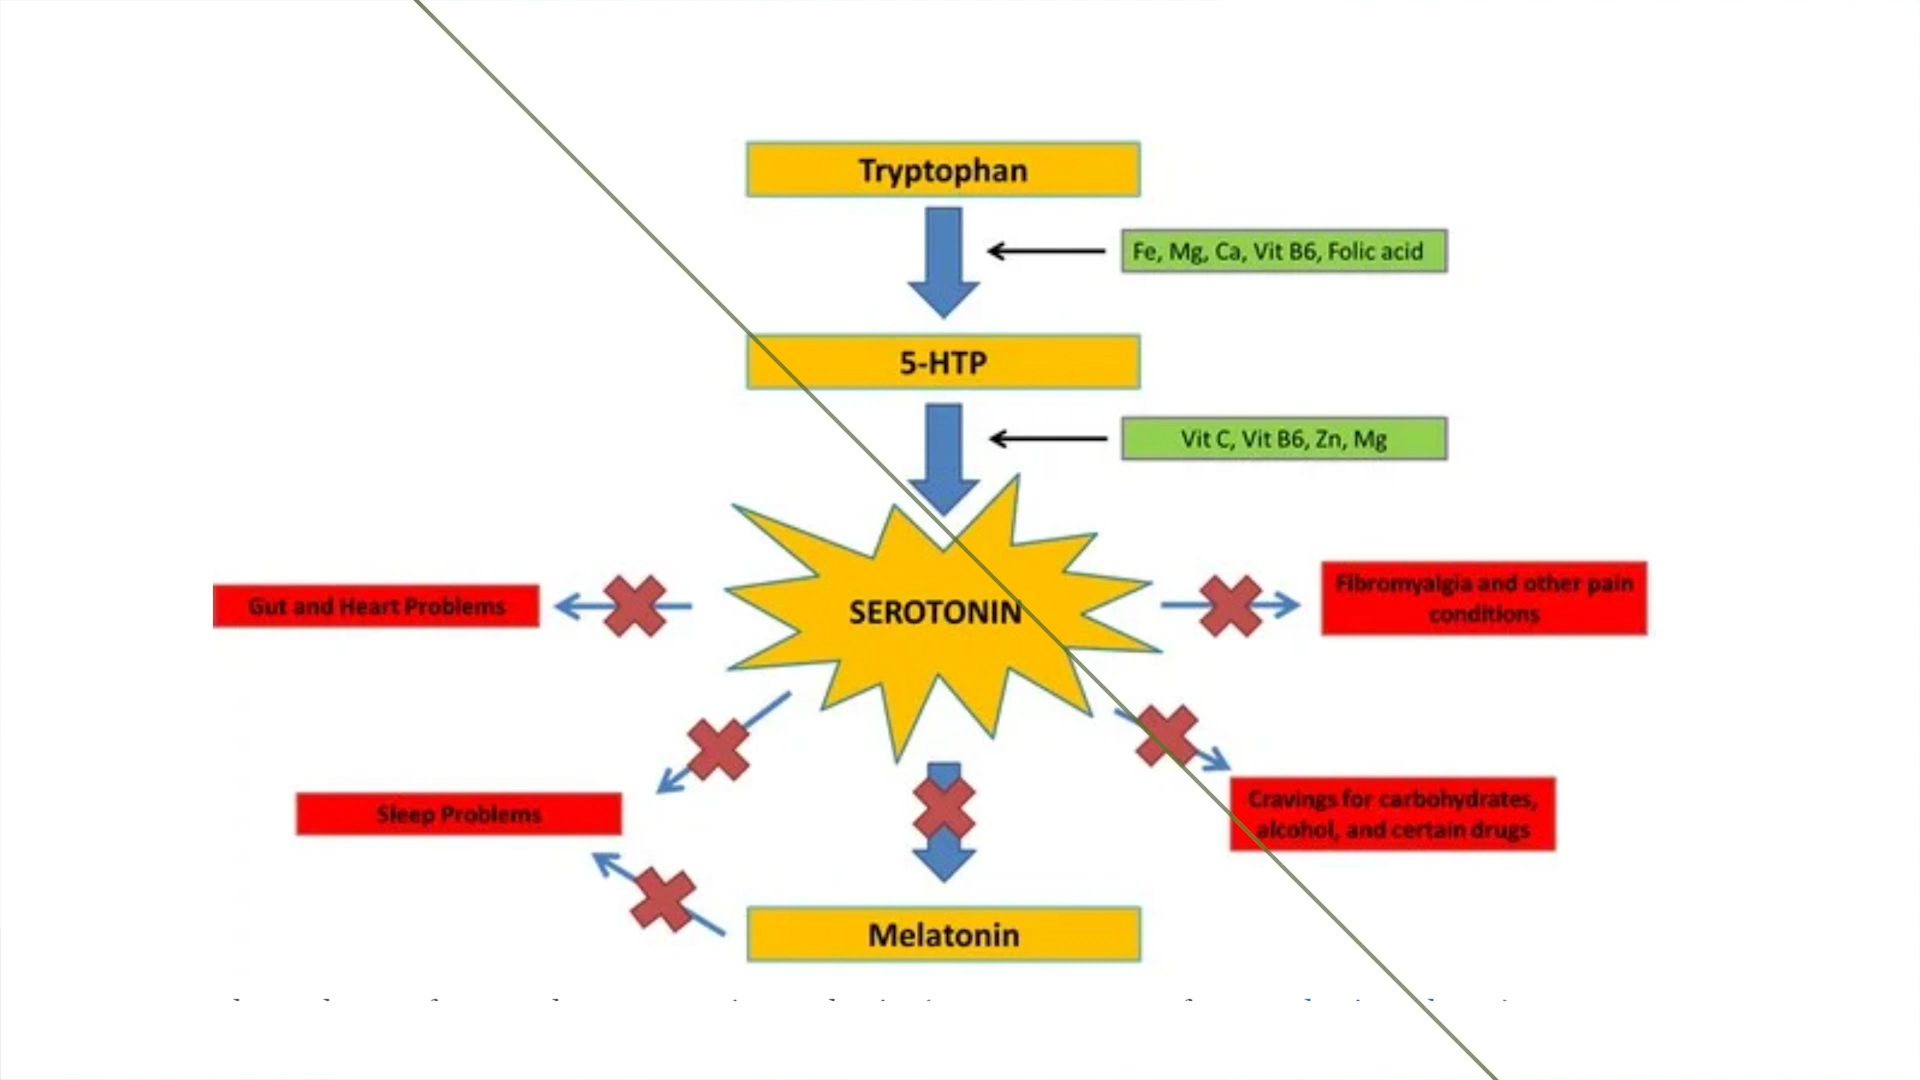 Tryptophan
Fe, Mg, Ca, Vit B6, Folic acid
5-HTP
Vit C, Vit B6, Zn, Mg
SEROTONIN
Gut and Heart Problems
Fibromyalgia and other pain
conditions
Sleep Problems
Cravings for carbohydrates,
alcohol, and certain drugs
Melatonin